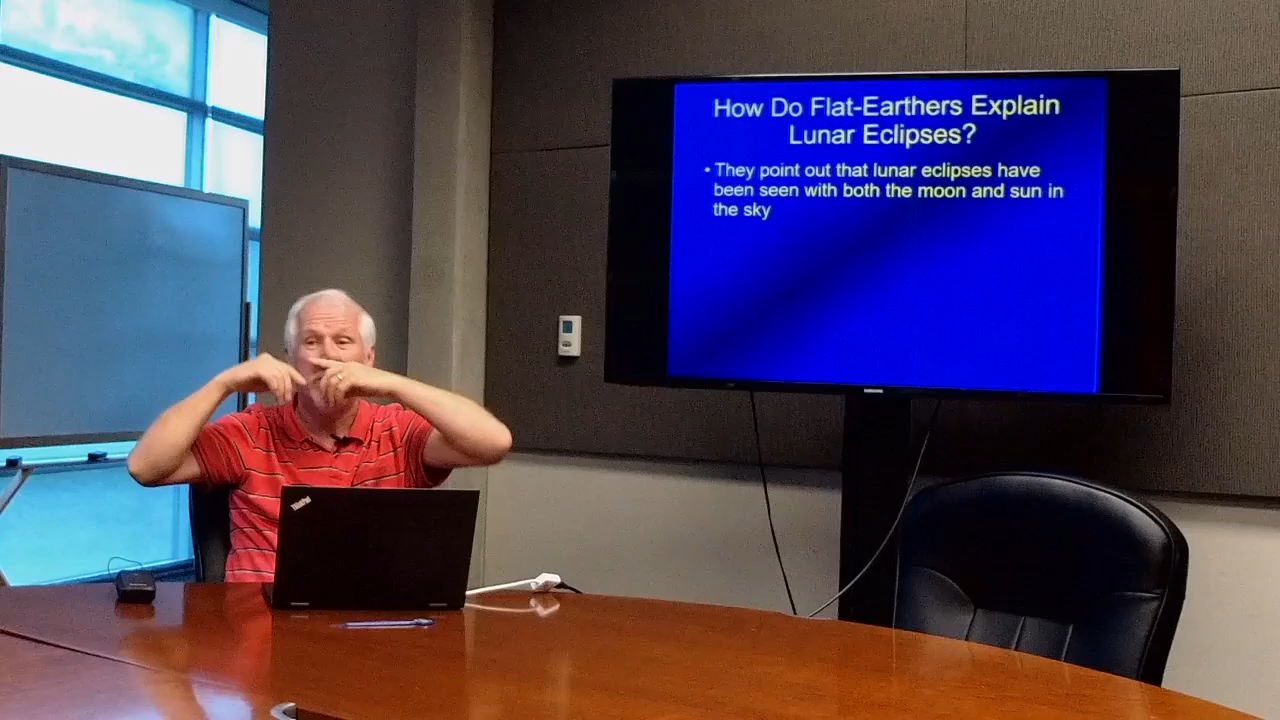 How Do Flat-Earthers Explain
Lunar Eclipses?
• They point out that lunar eclipses have
been seen with both the moon and sun in
the sky
ThinkPad